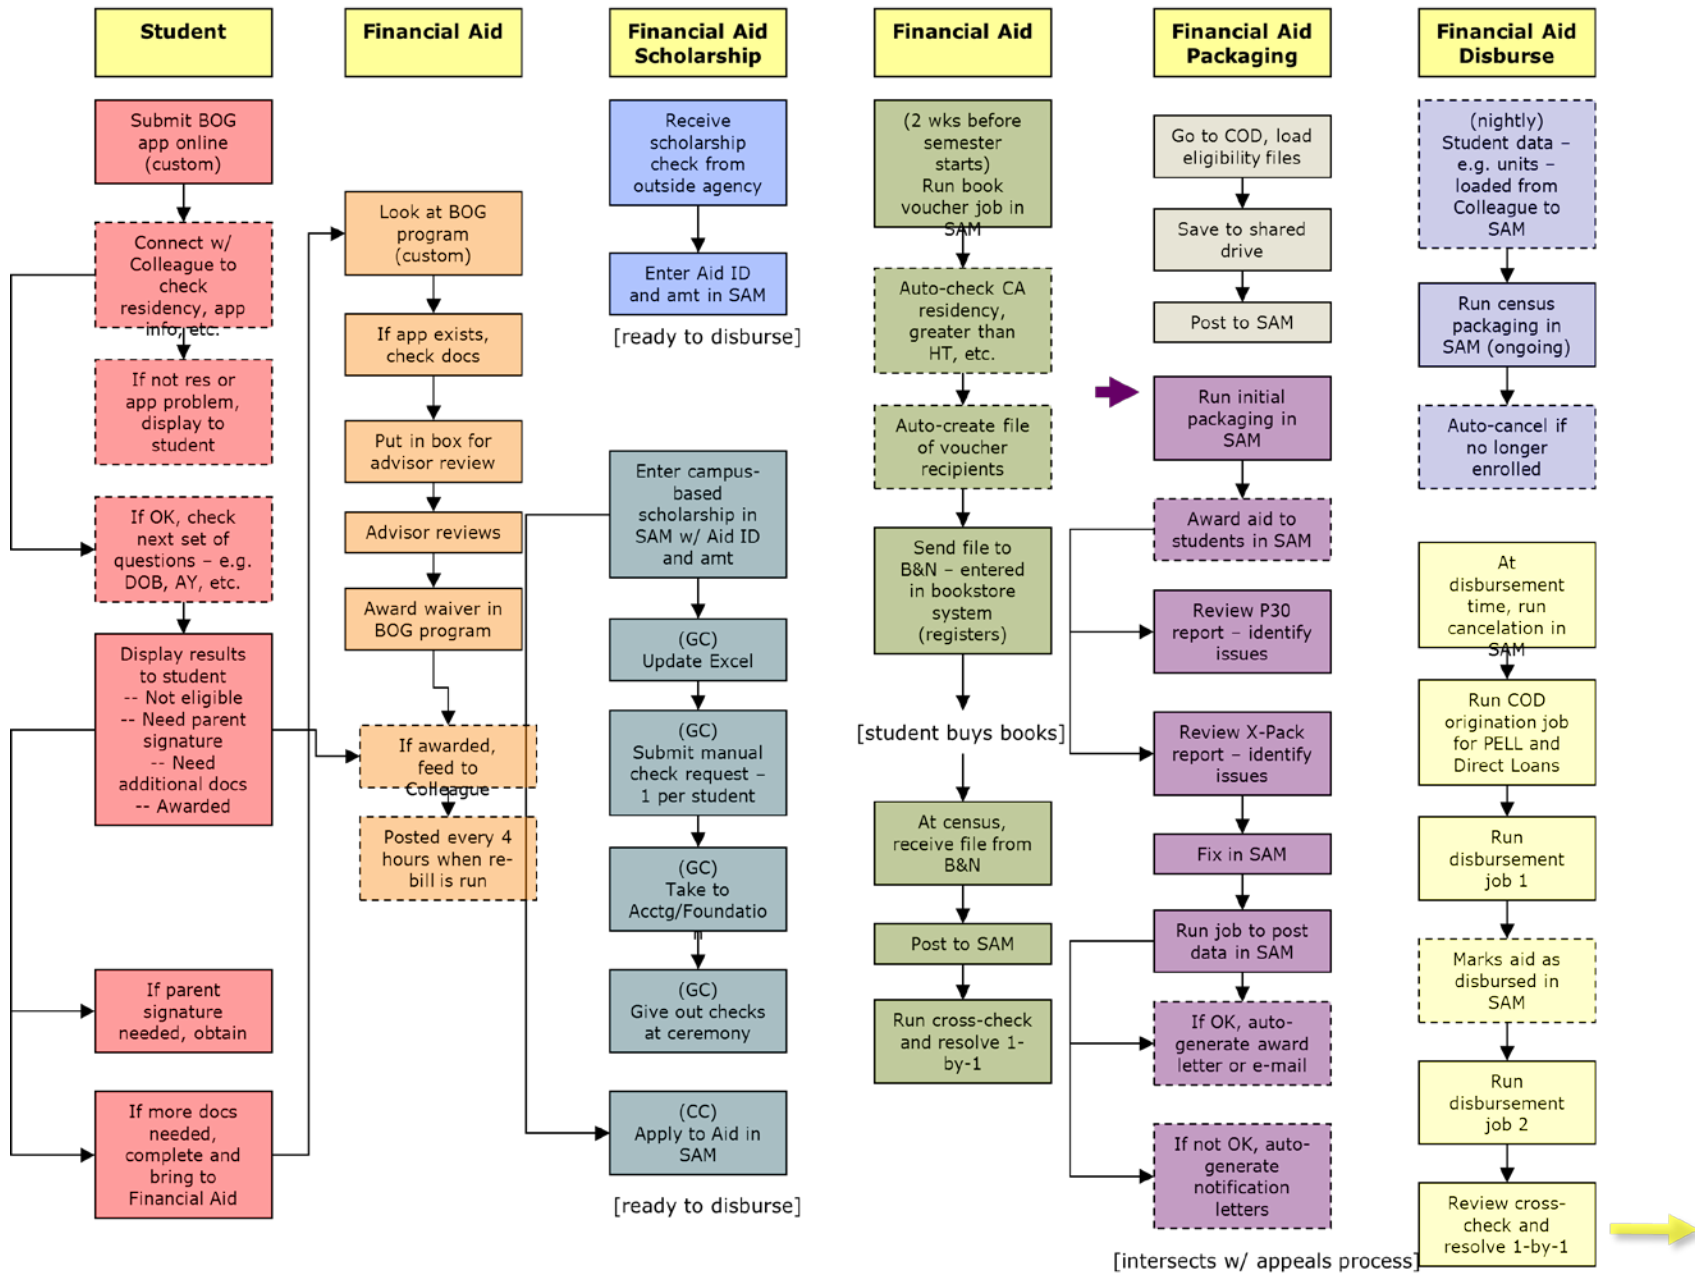 Student
Submit BOG
app online
(custom)
Connect w/
Colleague to
check
residency, app
info, etc.
If not res or
app problem,
display to
student
If OK, check
next set of
questions – e.g.
DOB, AY, etc.
Display results
to student
-- Not eligible
-- Need parent
signature
-- Need
additional docs
-- Awarded
If parent
signature
needed, obtain
If more docs
needed,
complete and
bring to
Financial Aid
Financial Aid
Look at BOG
program
(custom)
If app exists,
check docs
Put in box for
advisor review
Advisor reviews
Award waiver in
BOG program
If awarded,
feed to
Colleague
Posted every 4
hours when re-
bill is run
Financial Aid
Scholarship
Receive
scholarship
check from
outside agency
Enter Aid ID
and amt in SAM
[ready to disburse]
Enter campus-
based
scholarship in
SAM w/ Aid ID
and amt
(GC)
Update Excel
(GC)
Submit manual
check request –
1 per student
(GC)
Take to
Acctg/Foundatio
n
(GC)
Give out checks
at ceremony
(CC)
Apply to Aid in
SAM
[ready to disburse]
Financial Aid
(2 wks before
semester
starts)
Run book
voucher job in
SAM
Auto-check CA
residency,
greater than
HT, etc.
Auto-create file
of voucher
recipients
Send file to
B&N – entered
in bookstore
system
(registers)
[student buys books]
At census,
receive file from
B&N
Post to SAM
Run cross-check
and resolve 1-
by-1
Financial Aid
Packaging
Go to COD, load
eligibility files
Save to shared
drive
Post to SAM
Run initial
packaging in
SAM
Award aid to
students in SAM
Review P30
report – identify
issues
Review X-Pack
report – identify
issues
Fix in SAM
Run job to post
data in SAM
If OK, auto-
generate award
letter or e-mail
If not OK, auto-
generate
notification
letters
[intersects w/ appeals process]
Financial Aid
Disburse
(nightly)
Student data –
e.g. units –
loaded from
Colleague to
SAM
Run census
packaging in
SAM (ongoing)
Auto-cancel if
no longer
enrolled
At
disbursement
time, run
cancelation in
SAM
Run COD
origination job
for PELL and
Direct Loans
Run
disbursement
job 1
Marks aid as
disbursed in
SAM
Run
disbursement
job 2
Review cross-
check and
resolve 1-by-1